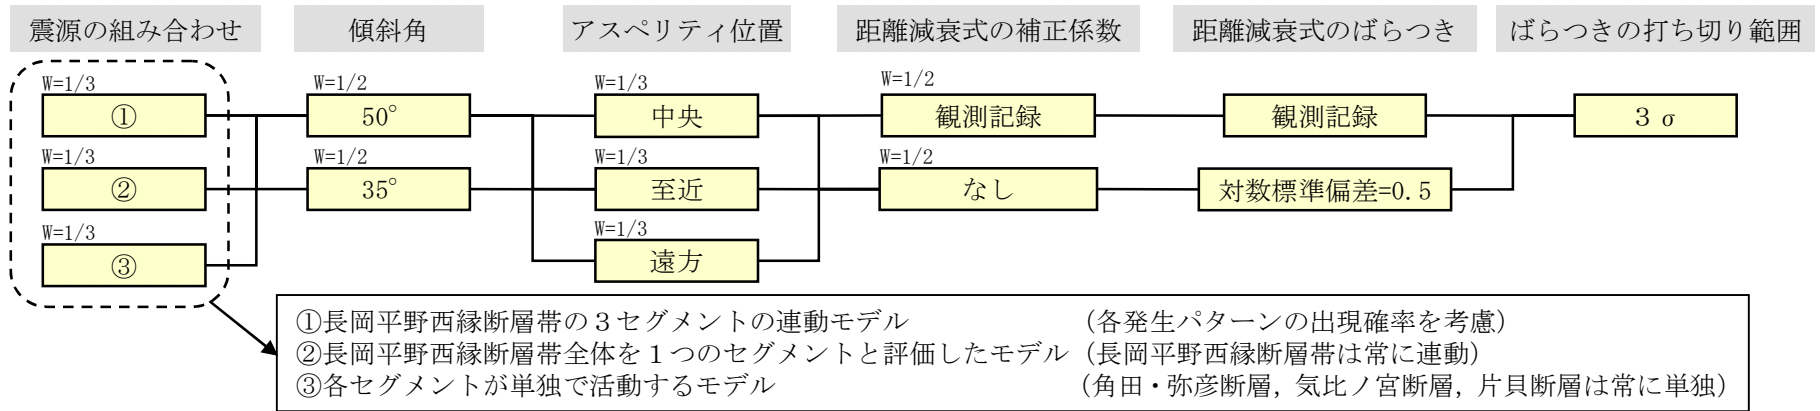 震源の組み合わせ 傾斜角 アスペリティ位置 距離減衰式の補正係数 距離減衰式のばらつき ばらつきの打ち切り範囲
W=1/3 W=1/2 W=1/3 W=1/2
① 50° 中央 観測記録 観測記録 3σ
W=1/3 W=1/2 W=1/3 W=1/2
② 35° 至近 なし 対数標準偏差=0.5
W=1/3 W=1/3
③ 遠方
①長岡平野西縁断層帯の3セグメントの連動モデル (各発生パターンの出現確率を考慮)
②長岡平野西縁断層帯全体を1つのセグメントと評価したモデル (長岡平野西縁断層帯は常に連動)
③各セグメントが単独で活動するモデル (角田・弥彦断層, 気比ノ宮断層, 片貝断層は常に単独)